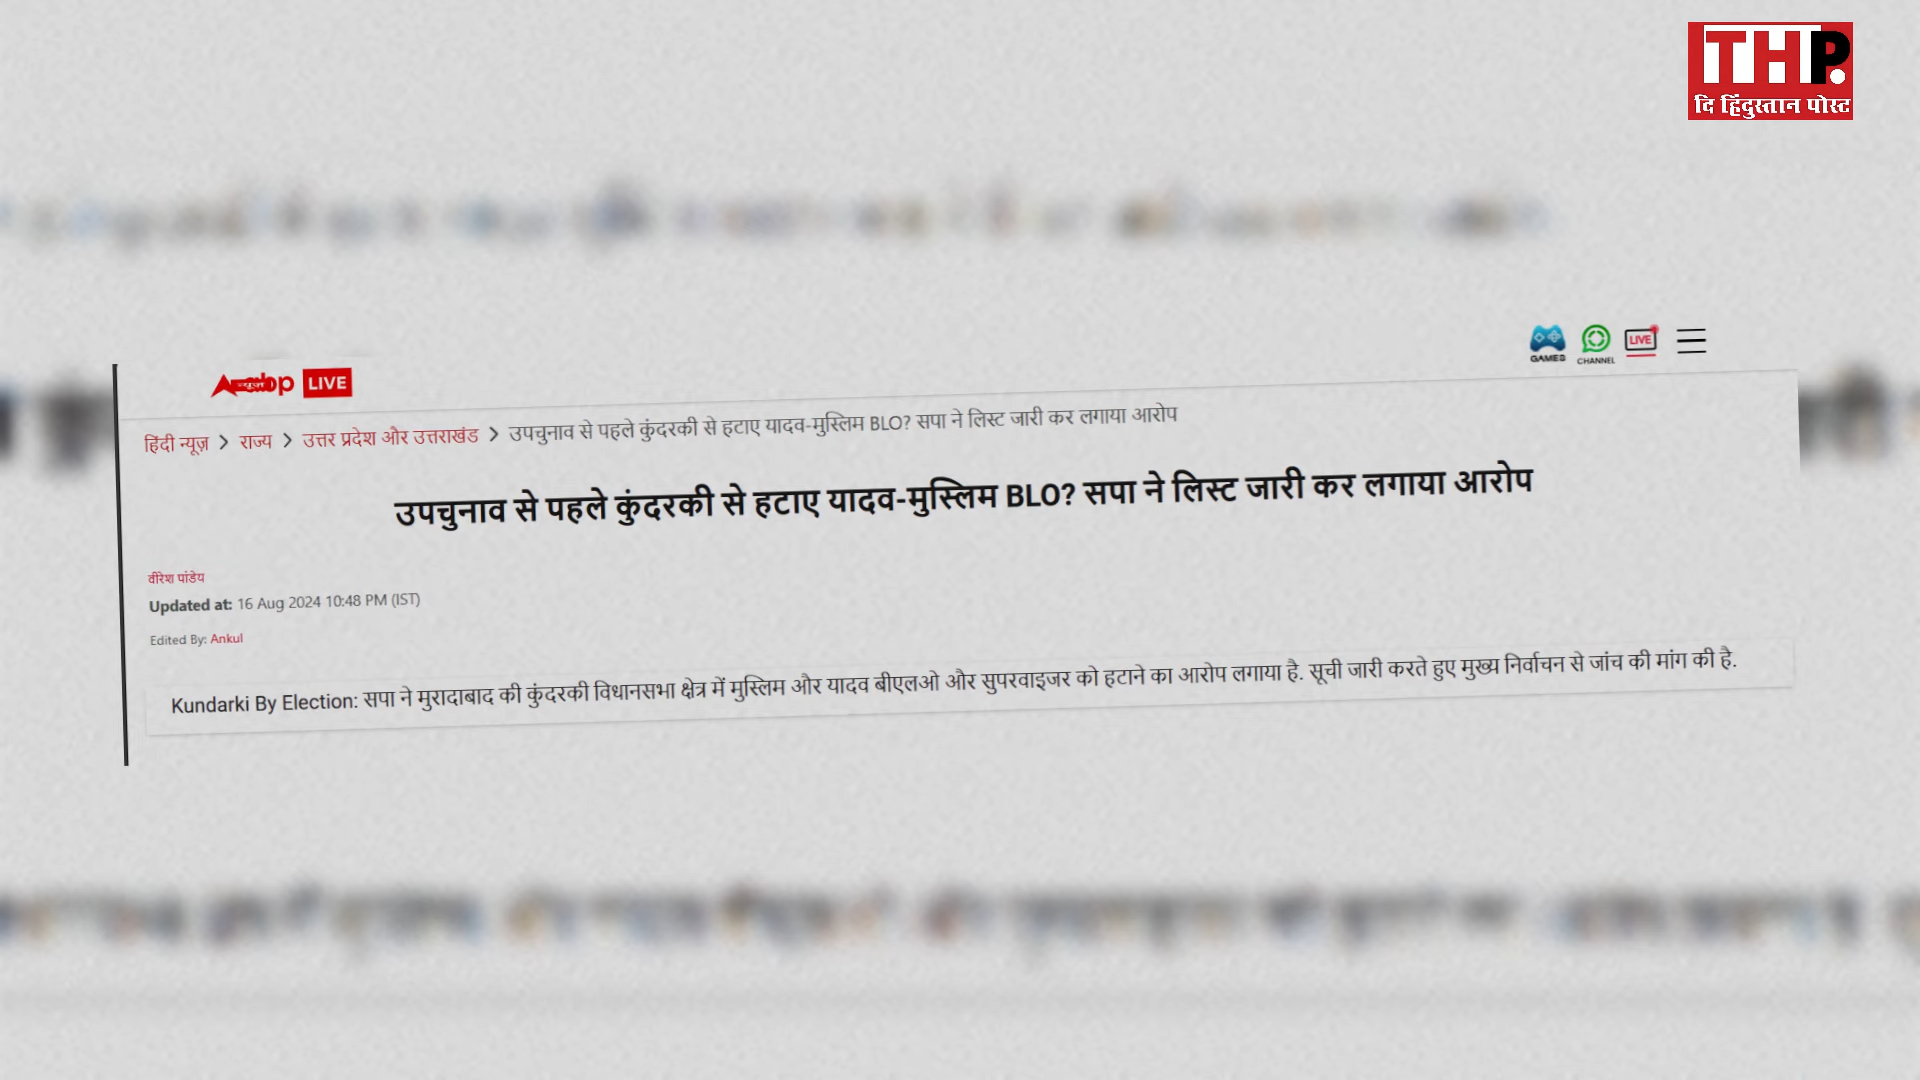 THP.
दि हिंदुस्तान पोस्ट
GAMES CHANNEL LIVE
abp LIVE
हिंदी न्यूज़ > राज्य > उत्तर प्रदेश और उत्तराखंड > उपचुनाव से पहले कुंदरकी से हटाए यादव-मुस्लिम BLO? सपा ने लिस्ट जारी कर लगाया आरोप
उपचुनाव से पहले कुंदरकी से हटाए यादव-मुस्लिम BLO? सपा ने लिस्ट जारी कर लगाया आरोप
वीरेश पांडेय
Updated at: 16 Aug 2024 10:48 PM (IST)
Edited By: Ankul
Kundarki By Election: सपा ने मुरादाबाद की कुंदरकी विधानसभा क्षेत्र में मुस्लिम और यादव बीएलओ और सुपरवाइजर को हटाने का आरोप लगाया है. सूची जारी करते हुए मुख्य निर्वाचन से जांच की मांग की है.